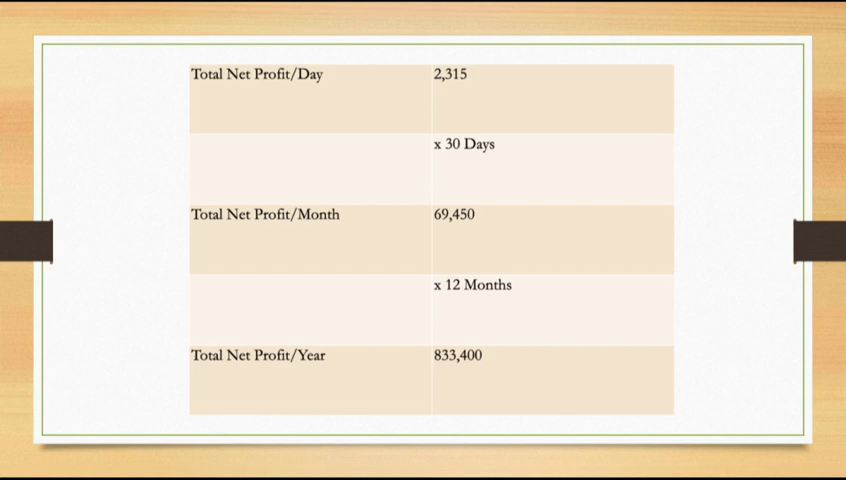 Total Net Profit/Day 2,315
x 30 Days
Total Net Profit/Month 69,450
x 12 Months
Total Net Profit/Year 833,400